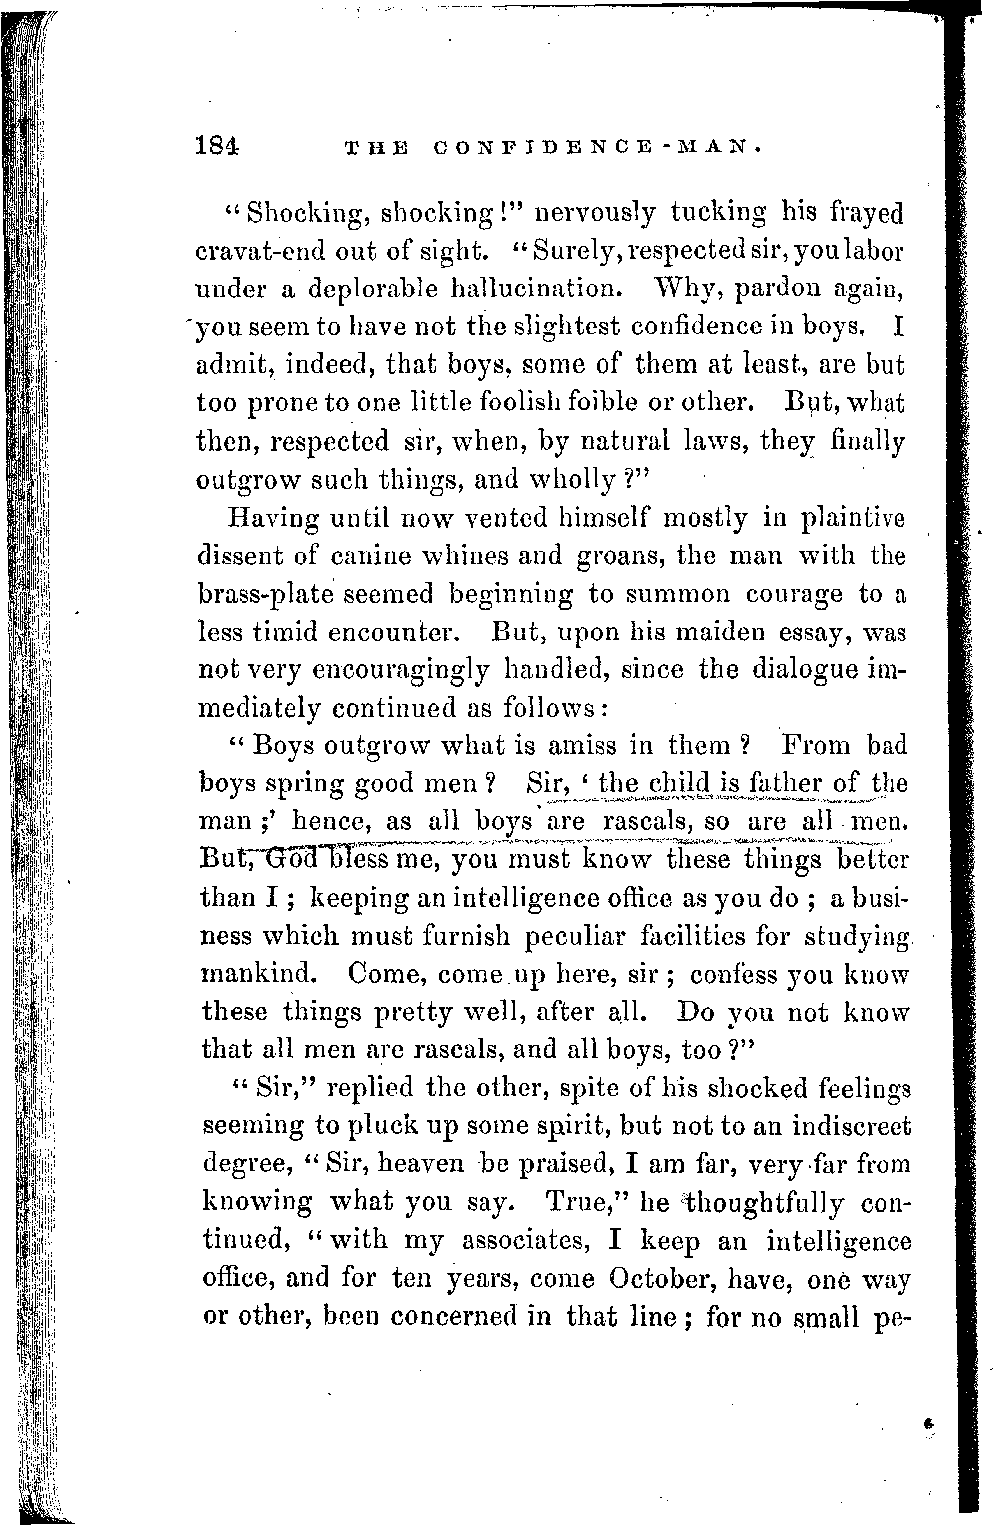 184 THE CONFIDENCE-MAN.
"Shocking, shocking!" nervously tucking his frayed
cravat-end out of sight. "Surely, respected sir, you labor
under a deplorable hallucination. Why, pardon again,
you seem to have not the slightest confidence in boys. I
admit, indeed, that boys, some of them at least, are but
too prone to one little foolish foible or other. But, what
then, respected sir, when, by natural laws, they finally
outgrow such things, and wholly?"
Having until now vented himself mostly in plaintive
dissent of canine whines and groans, the man with the
brass-plate seemed beginning to summon courage to a
less timid encounter. But, upon his maiden essay, was
not very encouragingly handled, since the dialogue im-
mediately continued as follows:
"Boys outgrow what is amiss in them? From bad
boys spring good men? Sir, 'the child is father of the
man;' hence, as all boys are rascals, so are all men.
But, God bless me, you must know these things better
than I; keeping an intelligence office as you do; a busi-
ness which must furnish peculiar facilities for studying
mankind. Come, come up here, sir; confess you know
these things pretty well, after all. Do you not know
that all men are rascals, and all boys, too?"
"Sir," replied the other, spite of his shocked feelings
seeming to pluck up some spirit, but not to an indiscreet
degree, "Sir, heaven be praised, I am far, very far from
knowing what you say. True," he thoughtfully con-
tinued, "with my associates, I keep an intelligence
office, and for ten years, come October, have, one way
or other, been concerned in that line; for no small pe-